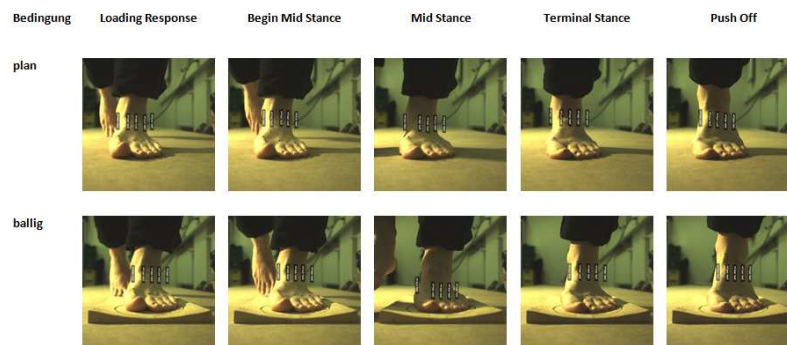 Bedingung Loading Response Begin Mid Stance Mid Stance Terminal Stance Push Off
plan
ballig